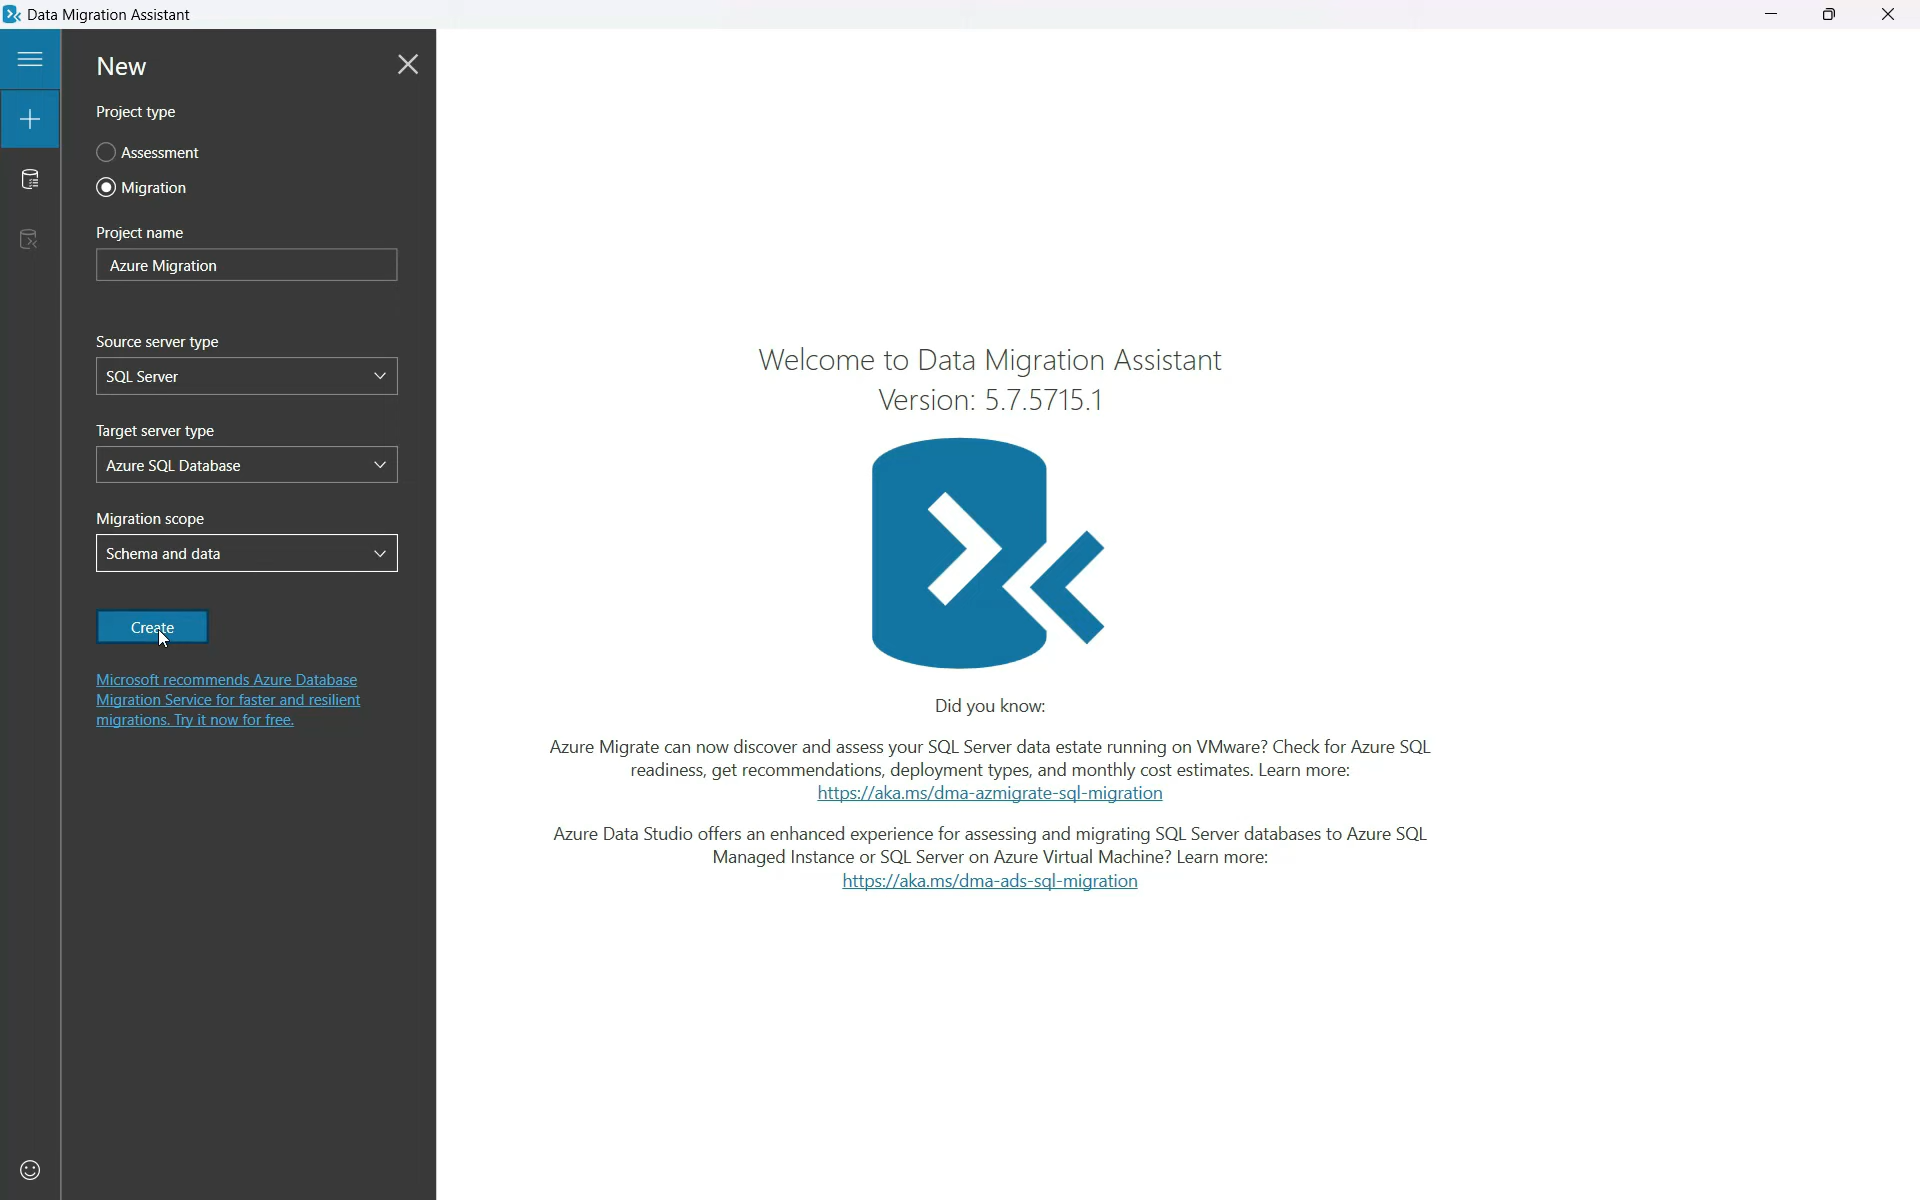 Data Migration Assistant
New
Project type
Assessment
Migration
Project name
Azure Migration
Source server type
SQL Server
Target server type
Azure SQL Database
Migration scope
Schema and data
Create
Microsoft recommends Azure Database
Migration Service for faster and resilient
migrations. Try it now for free.
Welcome to Data Migration Assistant
Version: 5.7.5715.1
Did you know:
Azure Migrate can now discover and assess your SQL Server data estate running on VMware? Check for Azure SQL
readiness, get recommendations, deployment types, and monthly cost estimates. Learn more:
https://aka.ms/dma-azmigrate-sql-migration
Azure Data Studio offers an enhanced experience for assessing and migrating SQL Server databases to Azure SQL
Managed Instance or SQL Server on Azure Virtual Machine? Learn more:
https://aka.ms/dma-ads-sql-migration